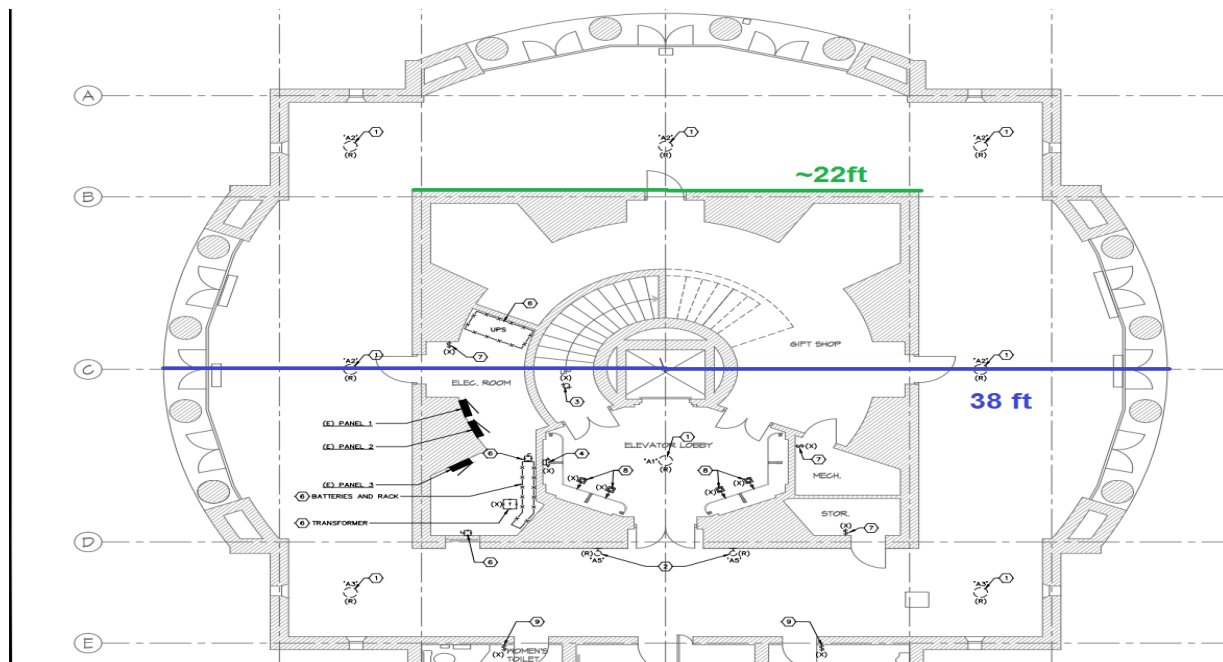 A
"A2"
1
(R)
"A2"
1
(R)
"A2"
1
(R)
~22ft
B
6
UPS
(X)
7
GIFT SHOP
C
"A2"
1
(R)
ELEC. ROOM
(X)
3
"A2"
1
(R)
38 ft
(E) PANEL 1
(E) PANEL 2
ELEVATOR LOBBY
1
"A1"
(R)
6
4
(X)
(X)
7
(X)
(X)
8
8
(X)
(X)
MECH.
(E) PANEL 3
6 BATTERIES AND RACK
(X)
T
6 TRANSFORMER
STOR.
(X)
7
D
6
(R)
"A5"
2
(R)
"A5"
"A3"
1
(R)
"A3"
1
(R)
E
9
(X)
WOMEN'S
TOILET
9
(X)